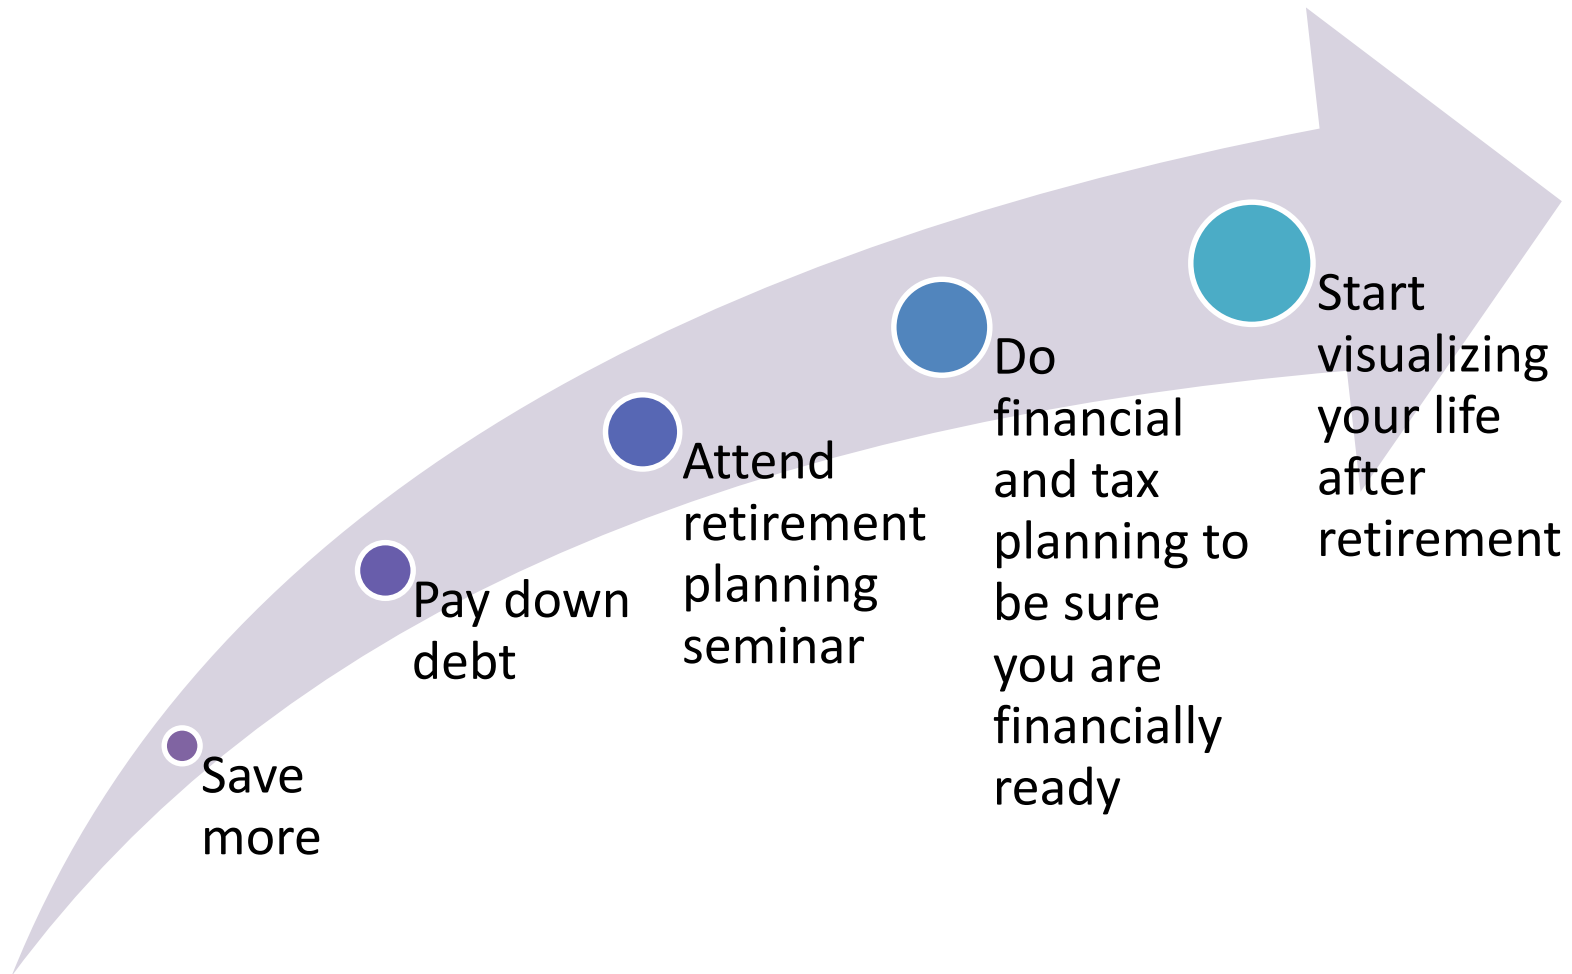 Save
more
Pay down
debt
Attend
retirement
planning
seminar
Do
financial
and tax
planning to
be sure
you are
financially
ready
Start
visualizing
your life
after
retirement